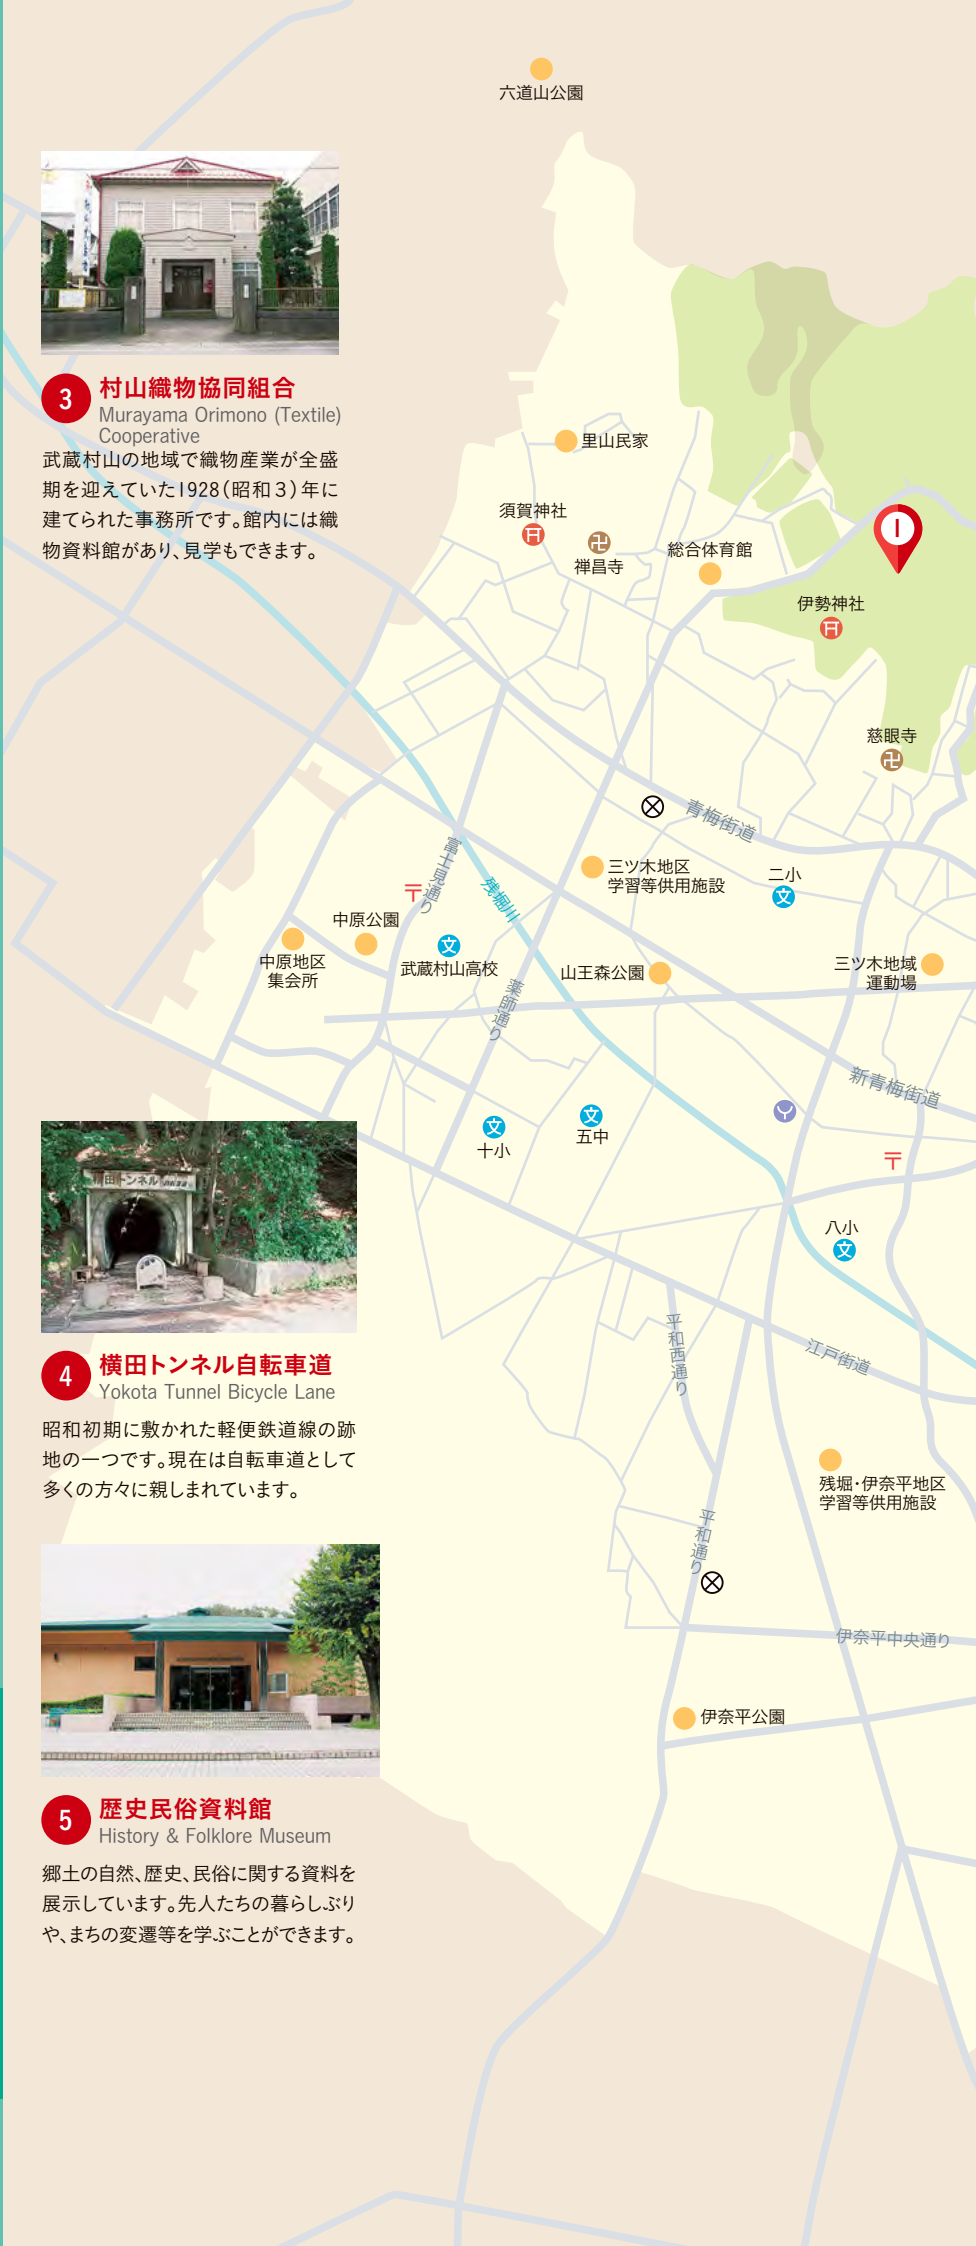 六道山公園
3
村山織物協同組合
Murayama Orimono (Textile)
Cooperative
武蔵村山の地域で織物産業が全盛
期を迎えていた1928(昭和３)年に
建てられた事務所です。館内には織
物資料館があり、見学もできます。
里山民家
須賀神社
禅昌寺
総合体育館
1
伊勢神社
慈眼寺
青梅街道
三ツ木地区
学習等供用施設
二小
文
富士見通り
残堀川
〒
中原公園
中原地区
集会所
文
武蔵村山高校
山王森公園
三ツ木地域
運動場
薬師通り
新青梅街道
文
十小
文
五中
〒
八小
文
横田トンネル
4
横田トンネル自転車道
Yokota Tunnel Bicycle Lane
昭和初期に敷かれた軽便鉄道線の跡
地の一つです。現在は自転車道として
多くの方々に親しまれています。
平和西通り
江戸街道
残堀・伊奈平地区
学習等供用施設
平和通り
伊奈平中央通り
伊奈平公園
5
歴史民俗資料館
History & Folklore Museum
郷土の自然、歴史、民俗に関する資料を
展示しています。先人たちの暮らしぶり
や、まちの変遷等を学ぶことができます。